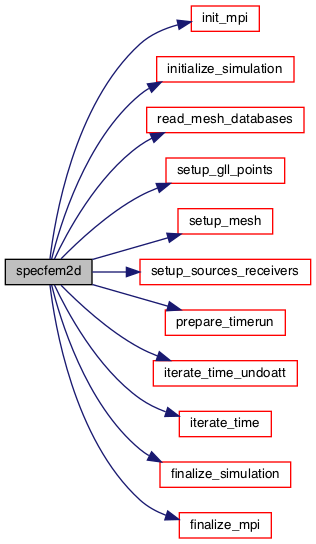 init_mpi
initialize_simulation
read_mesh_databases
setup_gll_points
setup_mesh
specfem2d
setup_sources_receivers
prepare_timerun
iterate_time_undoatt
iterate_time
finalize_simulation
finalize_mpi